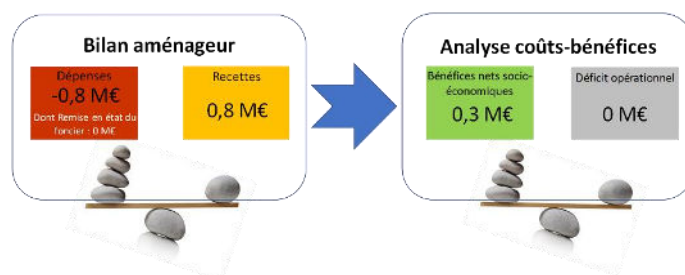 Bilan aménageur
Dépenses
-0,8 M€
Dont Remise en état du
foncier : 0 M€
Recettes
0,8 M€
Analyse coûts-bénéfices
Bénéfices nets socio-
économiques
0,3 M€
Déficit opérationnel
0 M€